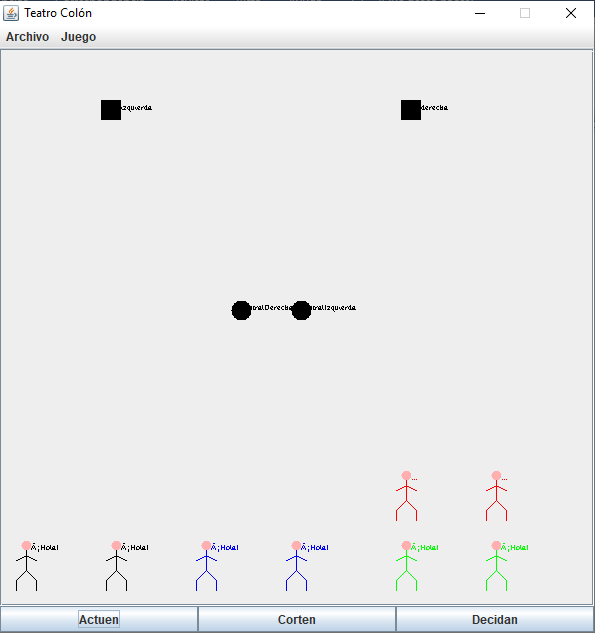 Teatro Colón
Archivo Juego
izquierda derecha
tralDerecha tralIzquierda
... ...
Â¡Hola! Â¡Hola! Â¡Hola! Â¡Hola! Â¡Hola! Â¡Hola!
Actuen Corten Decidan